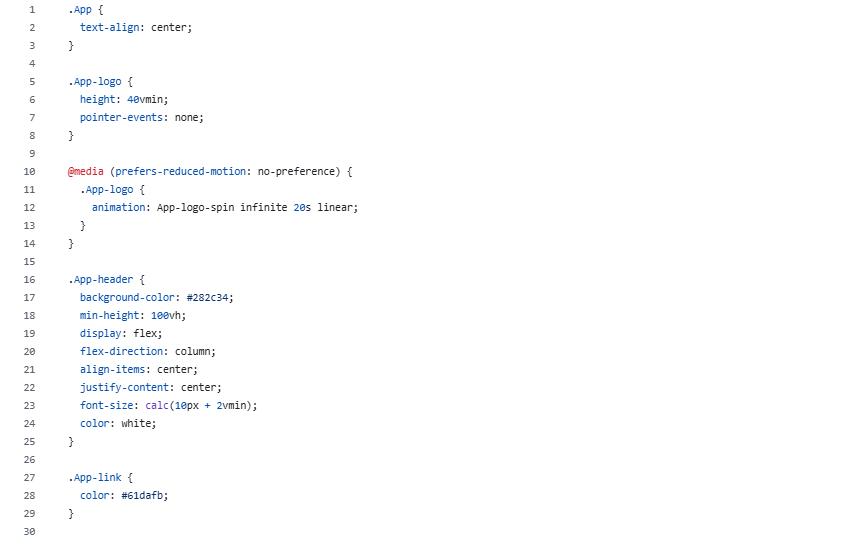 1 .App {
2   text-align: center;
3 }
4
5 .App-logo {
6   height: 40vmin;
7   pointer-events: none;
8 }
9
10 @media (prefers-reduced-motion: no-preference) {
11   .App-logo {
12     animation: App-logo-spin infinite 20s linear;
13   }
14 }
15
16 .App-header {
17   background-color: #282c34;
18   min-height: 100vh;
19   display: flex;
20   flex-direction: column;
21   align-items: center;
22   justify-content: center;
23   font-size: calc(10px + 2vmin);
24   color: white;
25 }
26
27 .App-link {
28   color: #61dafb;
29 }
30